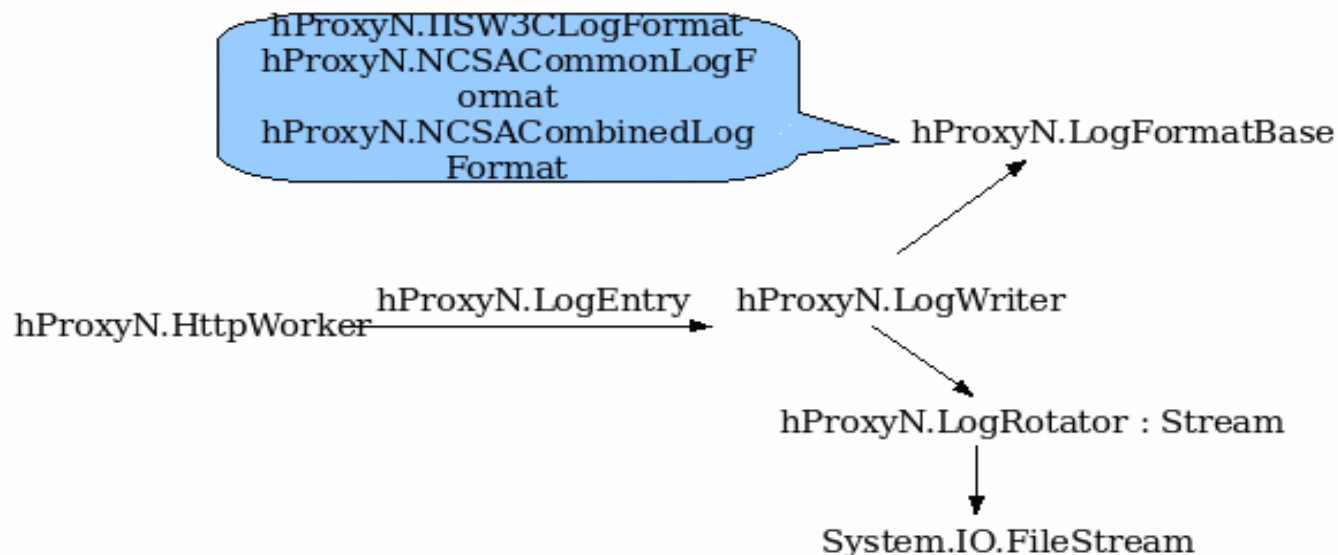 hProxyN.IISW3CLogFormat
hProxyN.NCSACommonLogF
ormat
hProxyN.NCSACombinedLog
Format
hProxyN.LogFormatBase
hProxyN.LogEntry
hProxyN.LogWriter
hProxyN.HttpWorker
hProxyN.LogRotator : Stream
System.IO.FileStream